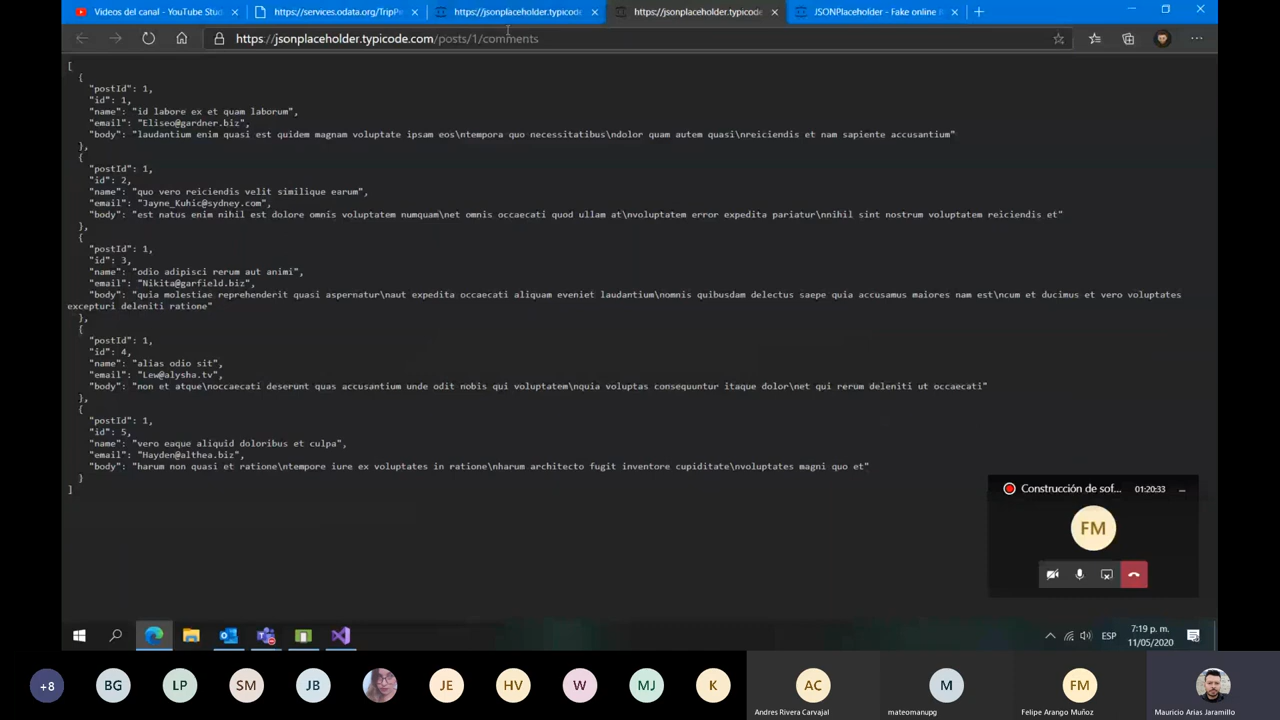 Videos del canal - YouTube Stud
https://services.odata.org/TripPi
https://jsonplaceholder.typicode
https://jsonplaceholder.typicode
JSONPlaceholder - Fake online R
https://jsonplaceholder.typicode.com/posts/1/comments
[
{
"postId": 1,
"id": 1,
"name": "id labore ex et quam laborum",
"email": "Eliseo@gardner.biz",
"body": "laudantium enim quasi est quidem magnam voluptate ipsam eos\ntempora quo necessitatibus\ndolor quam autem quasi\nreiciendis et nam sapiente accusantium"
},
{
"postId": 1,
"id": 2,
"name": "quo vero reiciendis velit similique earum",
"email": "Jayne_Kuhic@sydney.com",
"body": "est natus enim nihil est dolore omnis voluptatem numquam\net omnis occaecati quod ullam at\nvoluptatem error expedita pariatur\nnihil sint nostrum voluptatem reiciendis et"
},
{
"postId": 1,
"id": 3,
"name": "odio adipisci rerum aut animi",
"email": "Nikita@garfield.biz",
"body": "quia molestiae reprehenderit quasi aspernatur\naut expedita occaecati aliquam eveniet laudantium\nomnis quibusdam delectus saepe quia accusamus maiores nam est\ncum et ducimus et vero voluptates
excepturi deleniti ratione"
},
{
"postId": 1,
"id": 4,
"name": "alias odio sit",
"email": "Lew@alysha.tv",
"body": "non et atque\noccaecati deserunt quas accusantium unde odit nobis qui voluptatem\nquia voluptas consequuntur itaque dolor\net qui rerum deleniti ut occaecati"
},
{
"postId": 1,
"id": 5,
"name": "vero eaque aliquid doloribus et culpa",
"email": "Hayden@althea.biz",
"body": "harum non quasi et ratione\ntempore iure ex voluptates in ratione\nharum architecto fugit inventore cupiditate\nvoluptates magni quo et"
}
]
Construcción de sof...
01:20:33
FM
ESP
7:19 p. m.
11/05/2020
+8
BG
LP
SM
JB
JE
HV
W
MJ
K
AC
M
FM
Andres Rivera Carvajal
mateomanupg
Felipe Arango Muñoz
Mauricio Arias Jaramillo